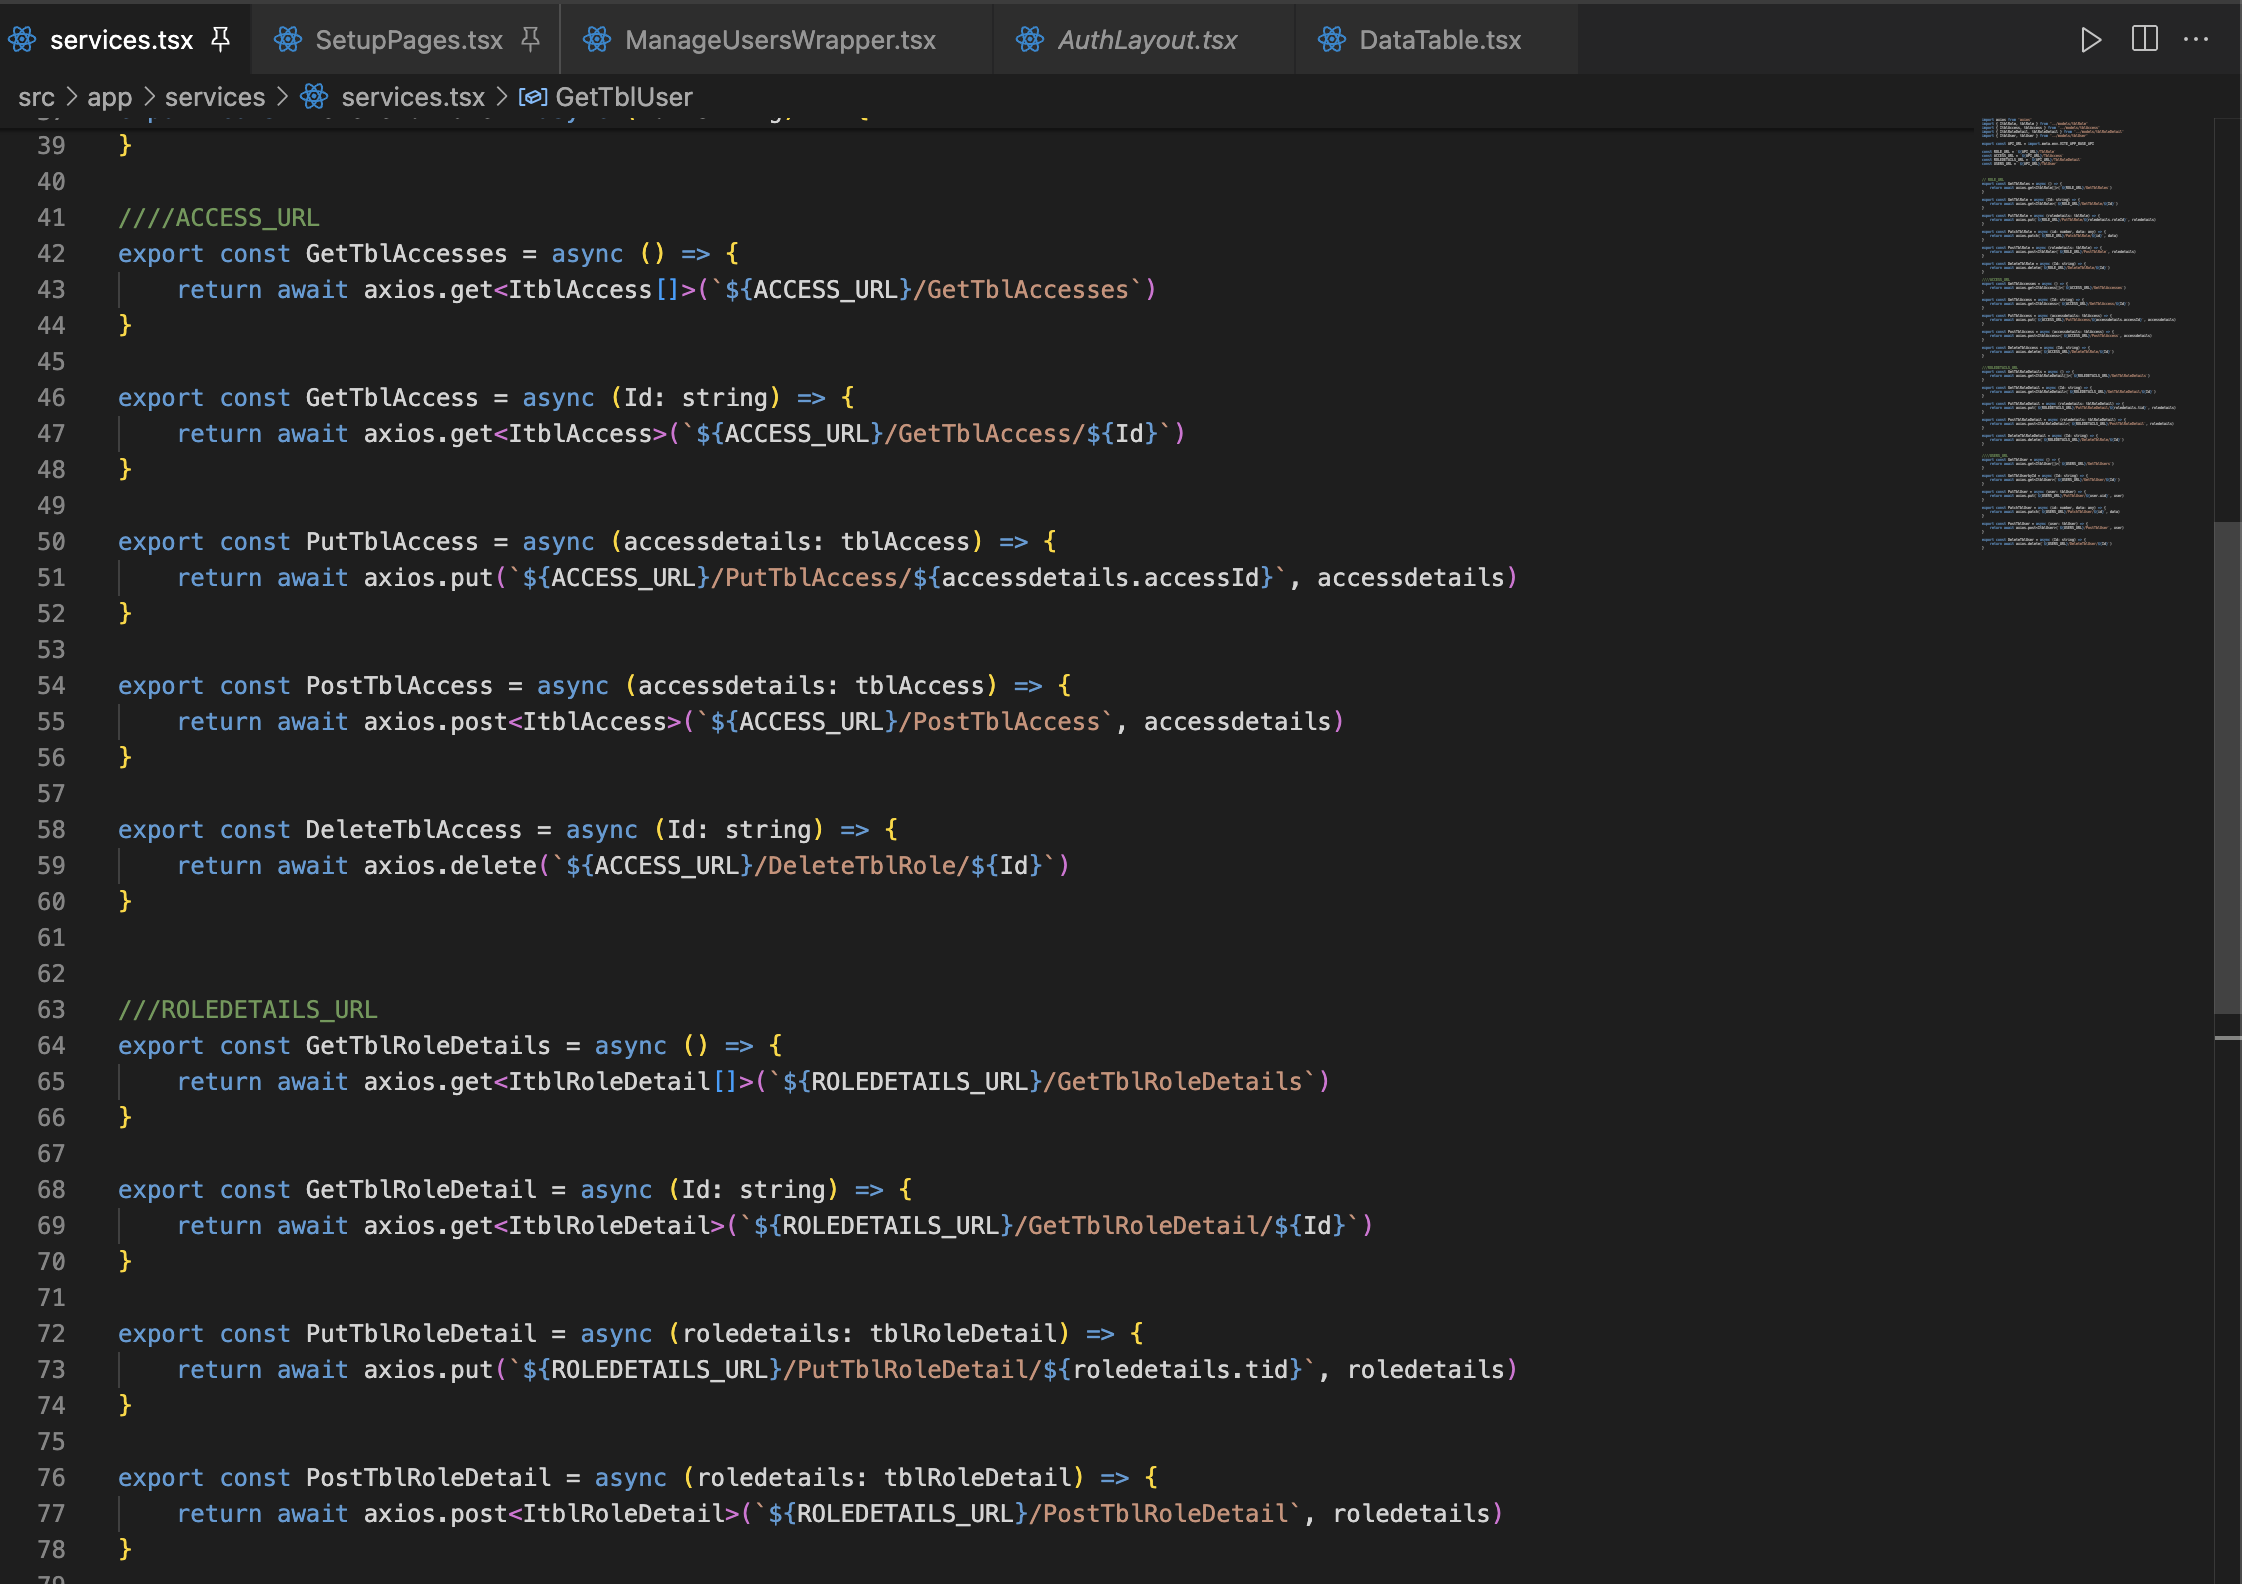 services.tsx SetupPages.tsx ManageUsersWrapper.tsx AuthLayout.tsx DataTable.tsx
src > app > services > services.tsx > GetTblUser
39 }
40
41 ////ACCESS_URL
42 export const GetTblAccesses = async () => {
43     return await axios.get<ItblAccess[]>(`${ACCESS_URL}/GetTblAccesses`)
44 }
45
46 export const GetTblAccess = async (Id: string) => {
47     return await axios.get<ItblAccess>(`${ACCESS_URL}/GetTblAccess/${Id}`)
48 }
49
50 export const PutTblAccess = async (accessdetails: tblAccess) => {
51     return await axios.put(`${ACCESS_URL}/PutTblAccess/${accessdetails.accessId}`, accessdetails)
52 }
53
54 export const PostTblAccess = async (accessdetails: tblAccess) => {
55     return await axios.post<ItblAccess>(`${ACCESS_URL}/PostTblAccess`, accessdetails)
56 }
57
58 export const DeleteTblAccess = async (Id: string) => {
59     return await axios.delete(`${ACCESS_URL}/DeleteTblRole/${Id}`)
60 }
61
62
63 ///ROLEDETAILS_URL
64 export const GetTblRoleDetails = async () => {
65     return await axios.get<ItblRoleDetail[]>(`${ROLEDETAILS_URL}/GetTblRoleDetails`)
66 }
67
68 export const GetTblRoleDetail = async (Id: string) => {
69     return await axios.get<ItblRoleDetail>(`${ROLEDETAILS_URL}/GetTblRoleDetail/${Id}`)
70 }
71
72 export const PutTblRoleDetail = async (roledetails: tblRoleDetail) => {
73     return await axios.put(`${ROLEDETAILS_URL}/PutTblRoleDetail/${roledetails.tid}`, roledetails)
74 }
75
76 export const PostTblRoleDetail = async (roledetails: tblRoleDetail) => {
77     return await axios.post<ItblRoleDetail>(`${ROLEDETAILS_URL}/PostTblRoleDetail`, roledetails)
78 }